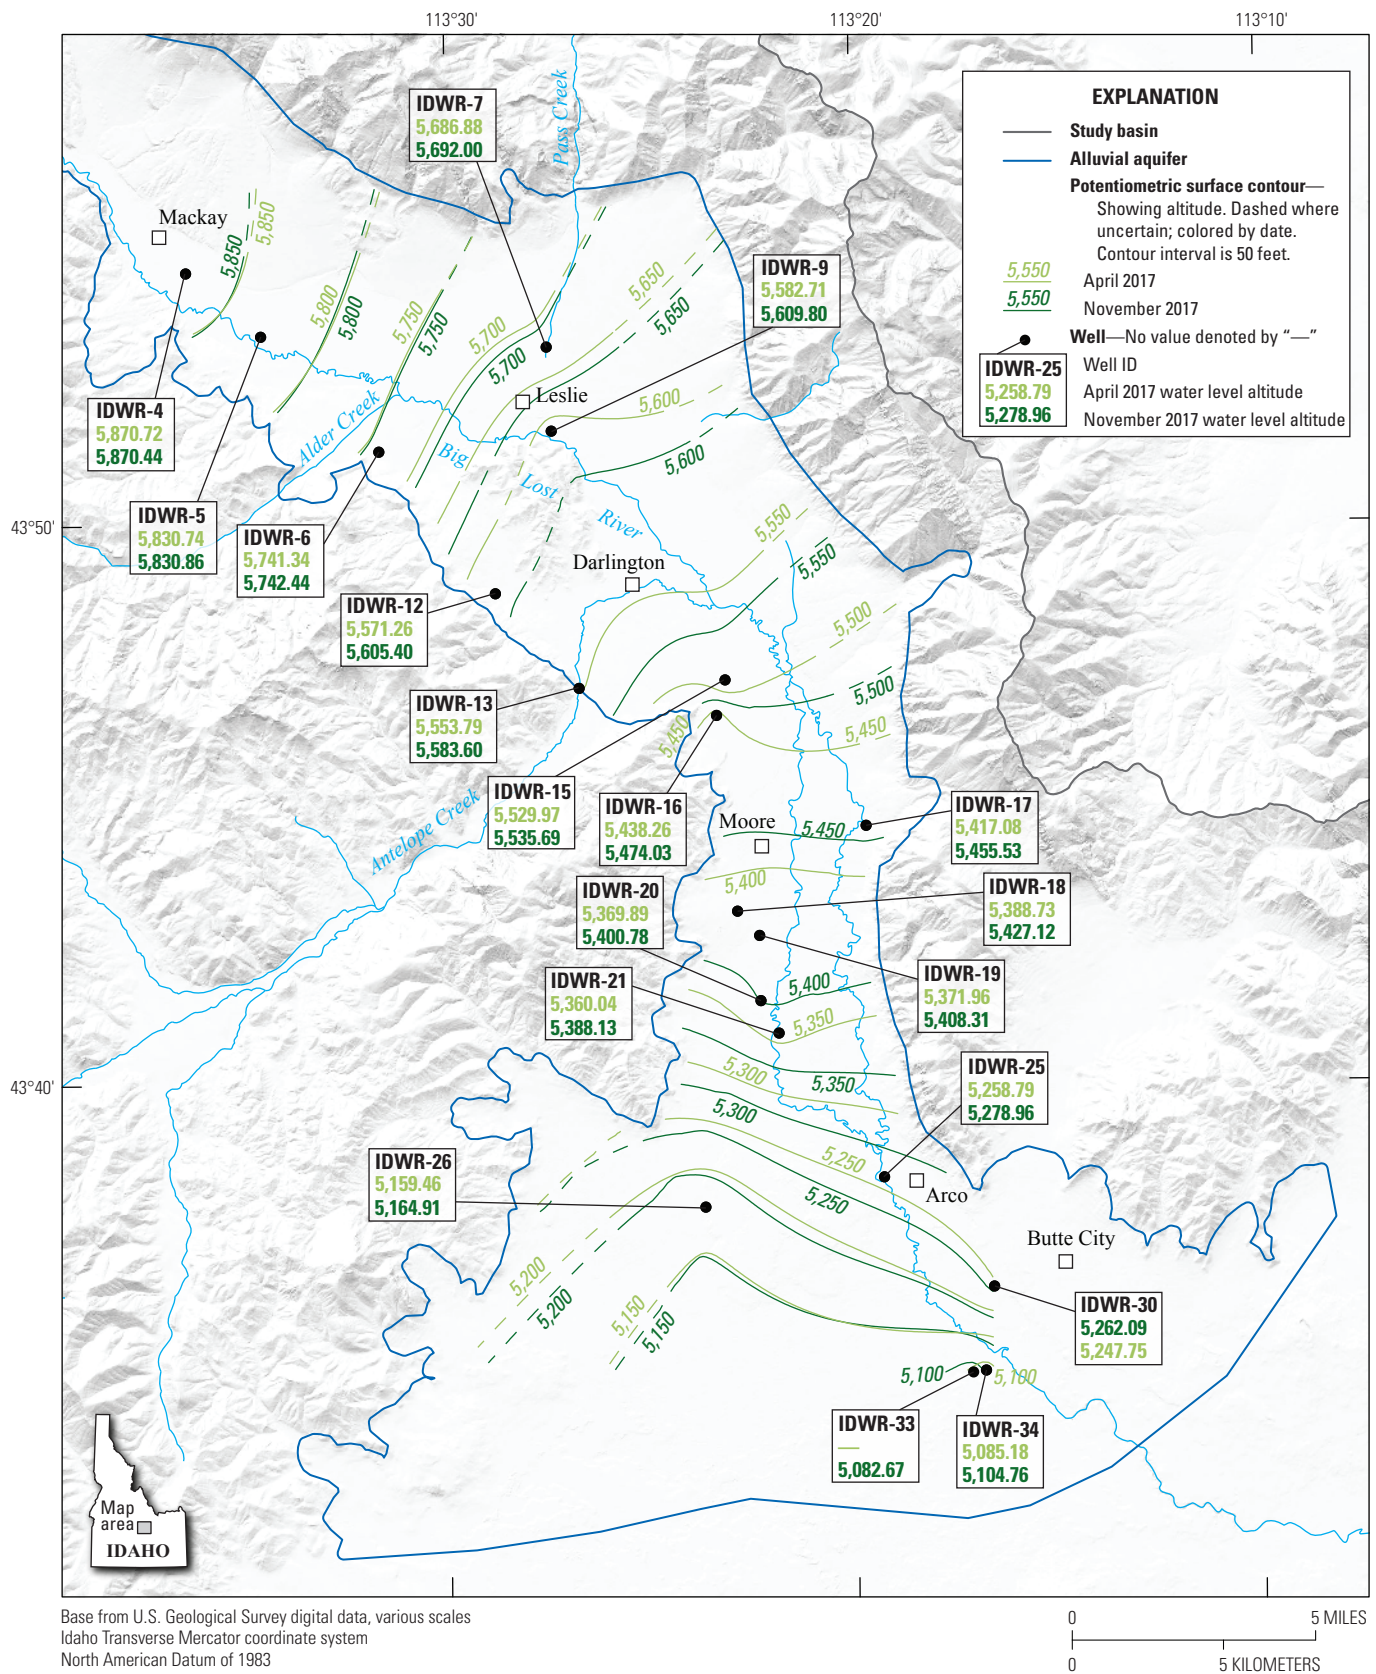 113°30'
113°20'
113°10'
EXPLANATION
Study basin
Alluvial aquifer
Potentiometric surface contour—
Showing altitude. Dashed where
uncertain; colored by date.
Contour interval is 50 feet.
5,550
April 2017
5,550
November 2017
Well—No value denoted by “—”
IDWR-25
5,258.79
5,278.96
Well ID
April 2017 water level altitude
November 2017 water level altitude
IDWR-7
5,686.88
5,692.00
Pass Creek
Mackay
5,850
5,850
5,800
5,800
5,750
5,750
5,700
5,700
5,650
5,650
IDWR-9
5,582.71
5,609.80
Leslie
5,600
5,600
IDWR-4
5,870.72
5,870.44
Alder Creek
Big
Lost
River
IDWR-5
5,830.74
5,830.86
43°50'
IDWR-6
5,741.34
5,742.44
5,550
5,550
Darlington
IDWR-12
5,571.26
5,605.40
5,500
5,500
IDWR-13
5,553.79
5,583.60
5,450
5,450
IDWR-15
5,529.97
5,535.69
IDWR-16
5,438.26
5,474.03
Antelope Creek
Moore
5,450
IDWR-17
5,417.08
5,455.53
5,400
IDWR-18
5,388.73
5,427.12
IDWR-20
5,369.89
5,400.78
IDWR-19
5,371.96
5,408.31
5,400
IDWR-21
5,360.04
5,388.13
5,350
5,350
43°40'
5,300
5,300
IDWR-25
5,258.79
5,278.96
5,250
5,250
IDWR-26
5,159.46
5,164.91
Arco
Butte City
5,200
5,200
5,150
5,150
IDWR-30
5,262.09
5,247.75
5,100
5,100
IDWR-33
—
5,082.67
IDWR-34
5,085.18
5,104.76
Map
area
IDAHO
Base from U.S. Geological Survey digital data, various scales
Idaho Transverse Mercator coordinate system
North American Datum of 1983
0
5 MILES
0
5 KILOMETERS